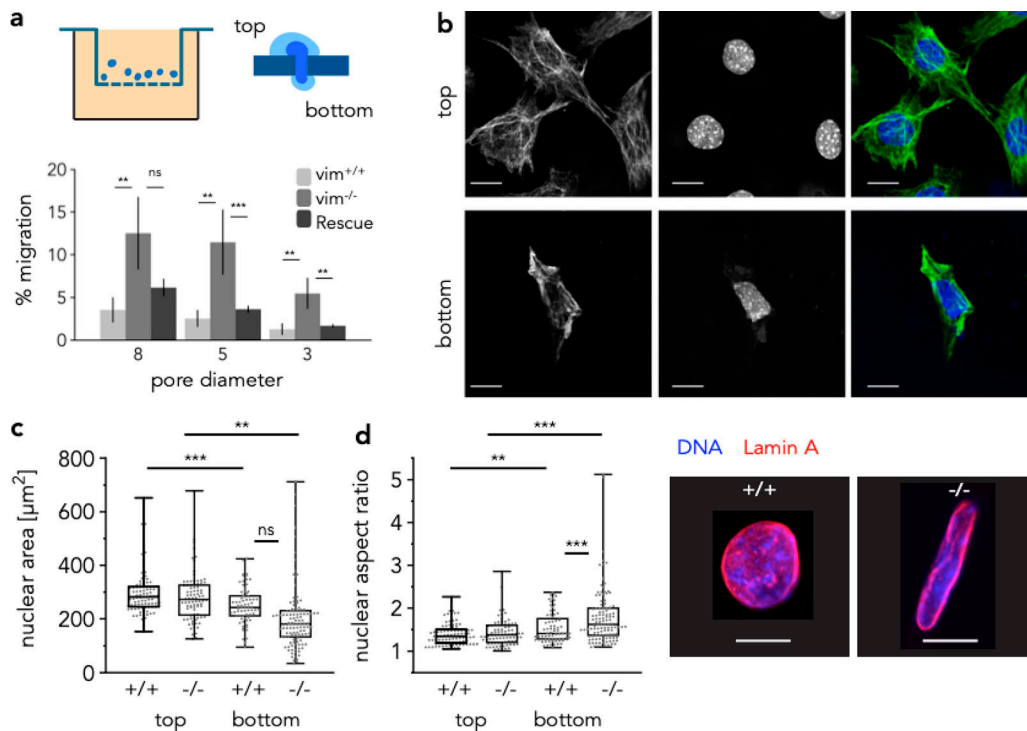 a
top
bottom
20
15
10
5
0
% migration
** ns
** ***
** **
vim+/+
vim-/-
Rescue
8 5 3
pore diameter
b
top
bottom
c
**
***
ns
800
600
400
200
0
nuclear area [µm²]
+/+ -/- +/+ -/-
top bottom
d
***
**
***
5
4
3
2
1
nuclear aspect ratio
+/+ -/- +/+ -/-
top bottom
DNA Lamin A
+/+ -/-